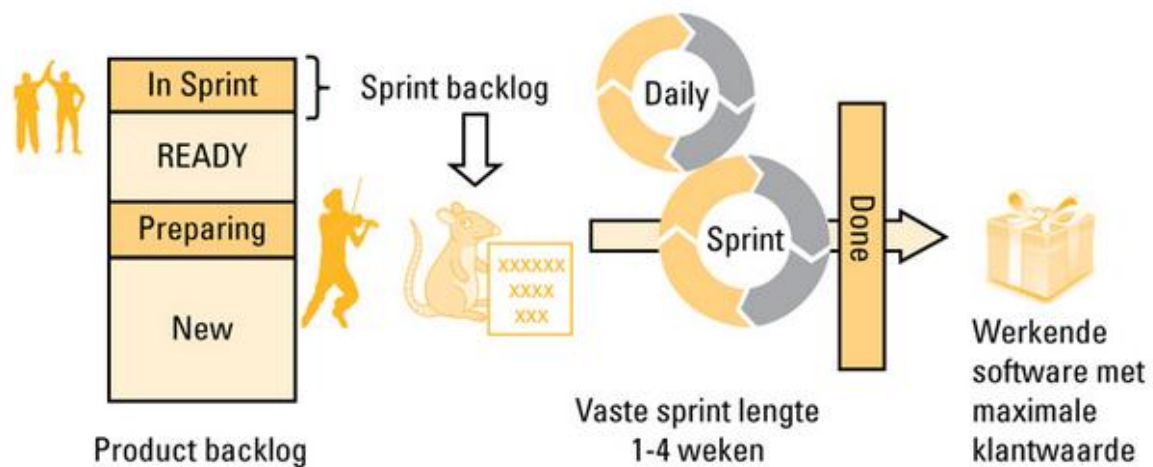 In Sprint
READY
Preparing
New
Product backlog
Sprint backlog
xxxxxx
xxxx
xxx
Daily
Sprint
Vaste sprint lengte
1-4 weken
Done
Werkende
software met
maximale
klantwaarde